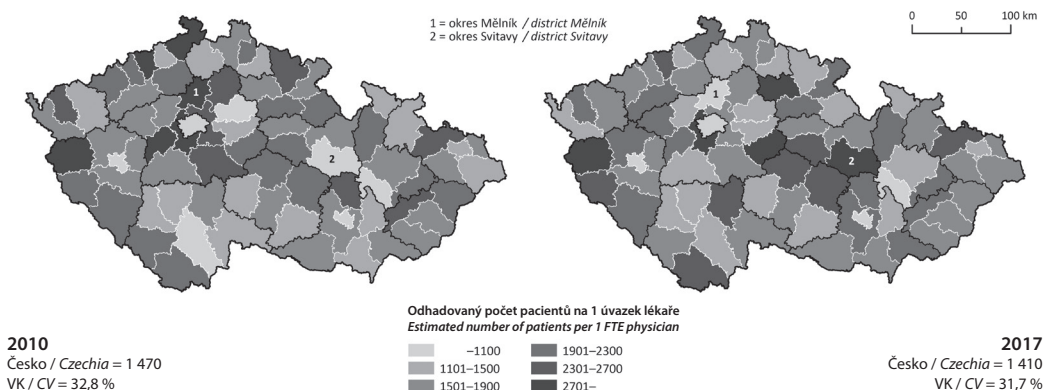 1 = okres Mělník / district Mělník
2 = okres Svitavy / district Svitavy
0 50 100 km
1
2
1
2
Odhadovaný počet pacientů na 1 úvazek lékaře
Estimated number of patients per 1 FTE physician
–1100
1101–1500
1501–1900
1901–2300
2301–2700
2701–
2010
Česko / Czechia = 1 470
VK / CV = 32,8 %
2017
Česko / Czechia = 1 410
VK / CV = 31,7 %